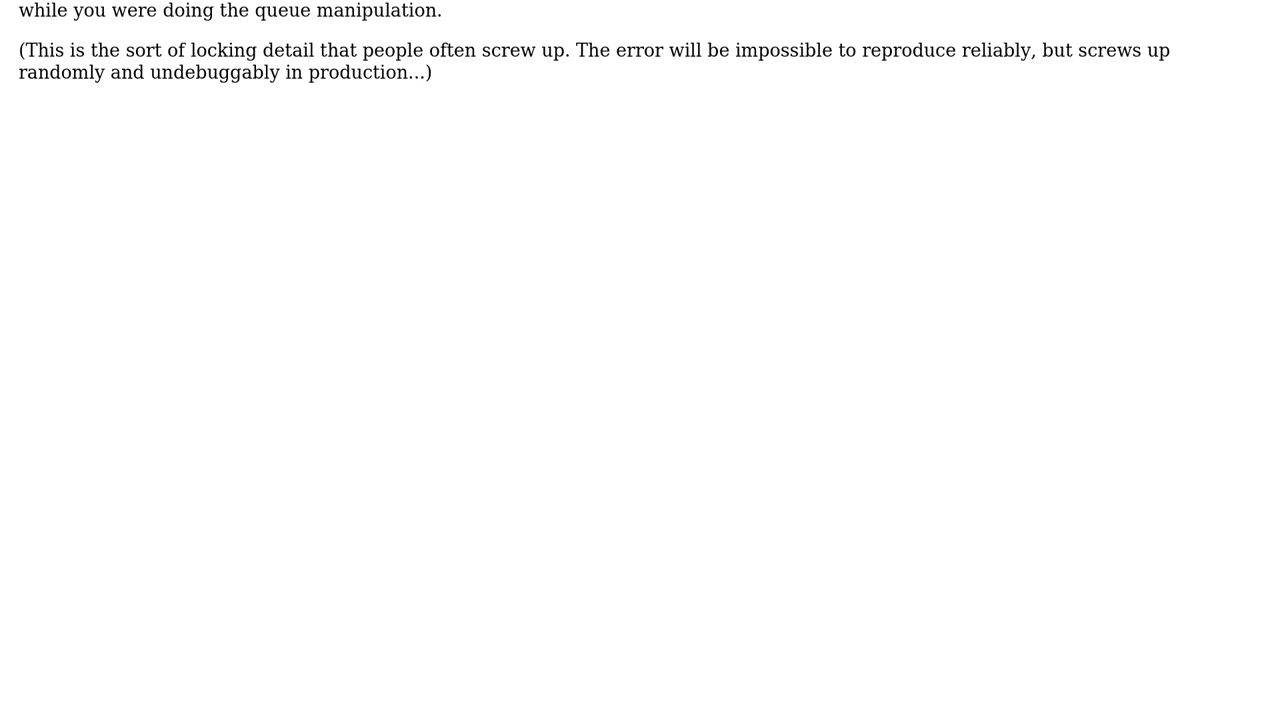 while you were doing the queue manipulation.
(This is the sort of locking detail that people often screw up. The error will be impossible to reproduce reliably, but screws up
randomly and undebuggably in production...)